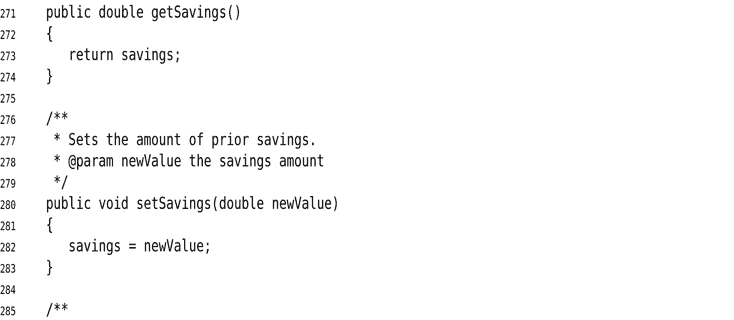 271    public double getSavings()
272    {
273       return savings;
274    }
275
276    /**
277     * Sets the amount of prior savings.
278     * @param newValue the savings amount
279     */
280    public void setSavings(double newValue)
281    {
282       savings = newValue;
283    }
284
285    /**